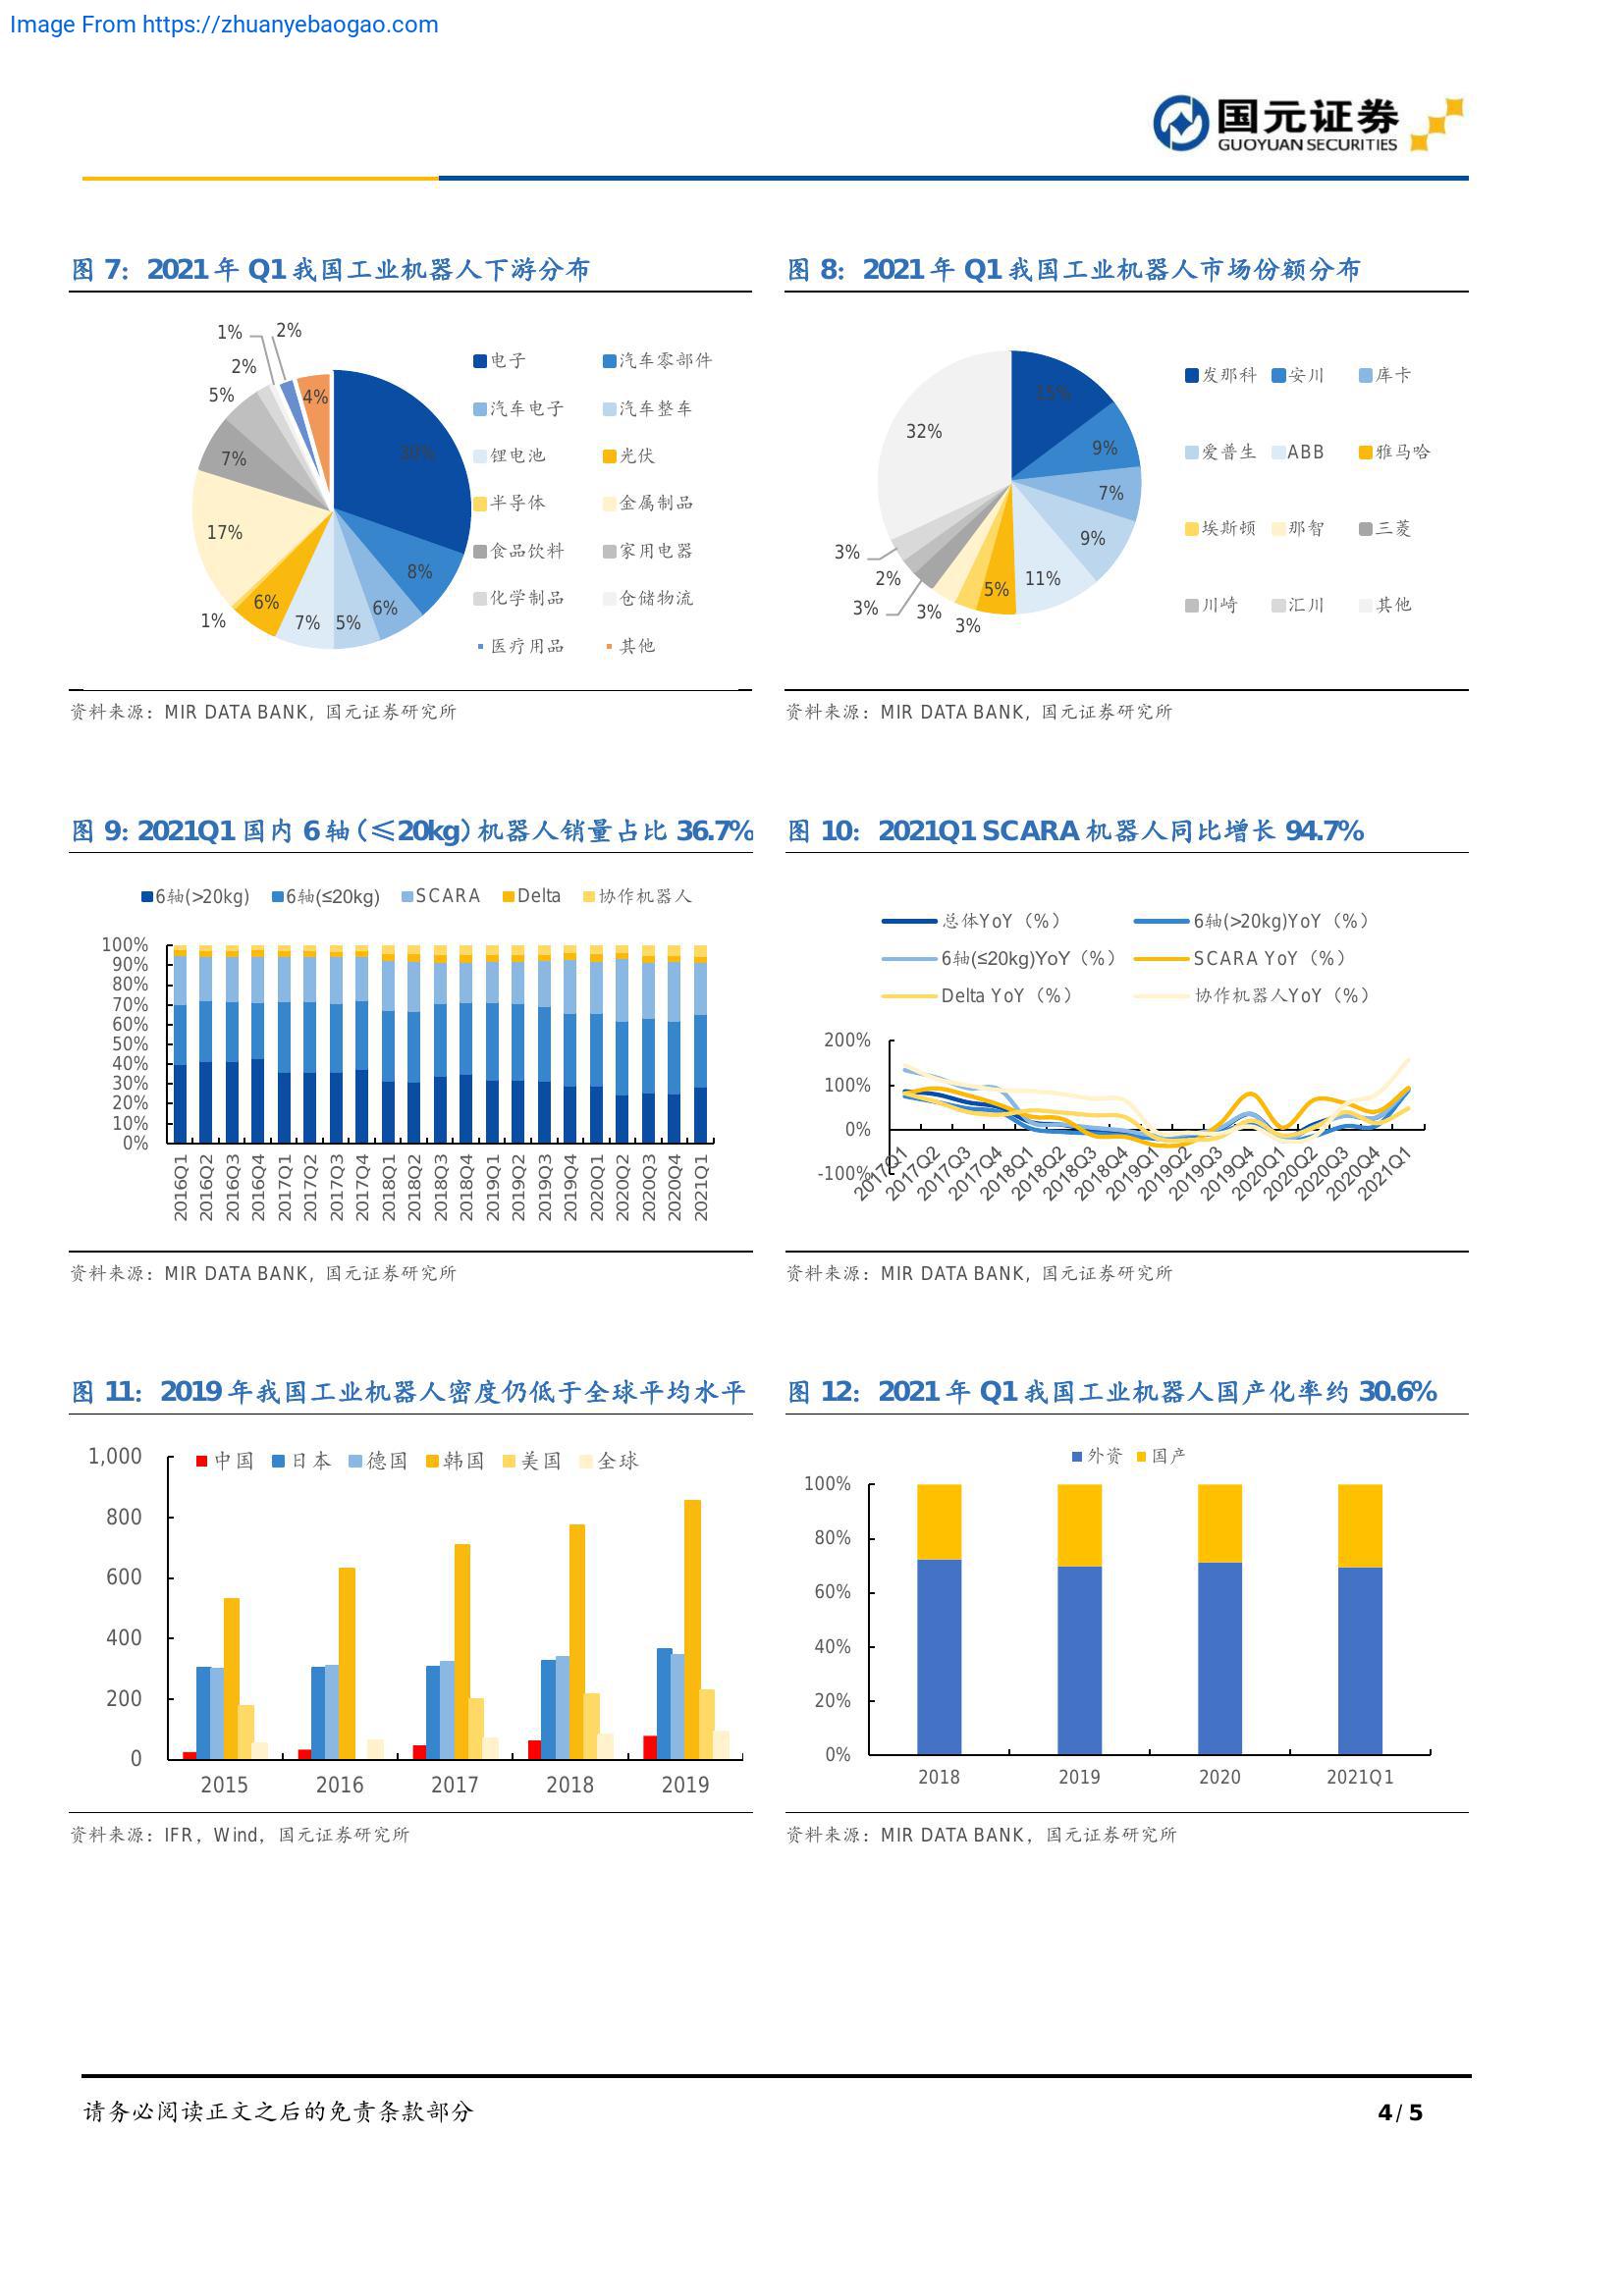 Image From https://zhuanyebaogao.com
国元证券
GUOYUAN SECURITIES
图 7：2021 年 Q1 我国工业机器人下游分布
1% 2%
2%
5%
4%
7%
17%
1%
6%
7%
5%
6%
8%
电子 汽车零部件
汽车电子 汽车整车
锂电池 光伏
半导体 金属制品
食品饮料 家用电器
化学制品 仓储物流
医疗用品 其他
资料来源：MIR DATA BANK，国元证券研究所
图 8：2021 年 Q1 我国工业机器人市场份额分布
32%
9%
7%
9%
11%
5%
3%
3%
3%
2%
3%
发那科 安川 库卡
爱普生 ABB 雅马哈
埃斯顿 那智 三菱
川崎 汇川 其他
资料来源：MIR DATA BANK，国元证券研究所
图 9：2021Q1 国内 6 轴（≤20kg）机器人销量占比 36.7%
6轴(>20kg) 6轴(≤20kg) SCARA Delta 协作机器人
100%
90%
80%
70%
60%
50%
40%
30%
20%
10%
0%
2016Q1 2016Q2 2016Q3 2016Q4 2017Q1 2017Q2 2017Q3 2017Q4 2018Q1 2018Q2 2018Q3 2018Q4 2019Q1 2019Q2 2019Q3 2019Q4 2020Q1 2020Q2 2020Q3 2020Q4 2021Q1
资料来源：MIR DATA BANK，国元证券研究所
图 10：2021Q1 SCARA 机器人同比增长 94.7%
总体YoY（%） 6轴(>20kg)YoY（%）
6轴(≤20kg)YoY（%） SCARA YoY（%）
Delta YoY（%） 协作机器人YoY（%）
200%
100%
0%
-100%
2017Q1 2017Q2 2017Q3 2017Q4 2018Q1 2018Q2 2018Q3 2018Q4 2019Q1 2019Q2 2019Q3 2019Q4 2020Q1 2020Q2 2020Q3 2020Q4 2021Q1
资料来源：MIR DATA BANK，国元证券研究所
图 11：2019 年我国工业机器人密度仍低于全球平均水平
中国 日本 德国 韩国 美国 全球
1,000
800
600
400
200
0
2015 2016 2017 2018 2019
资料来源：IFR，Wind，国元证券研究所
图 12：2021 年 Q1 我国工业机器人国产化率约 30.6%
外资 国产
100%
80%
60%
40%
20%
0%
2018 2019 2020 2021Q1
资料来源：MIR DATA BANK，国元证券研究所
请务必阅读正文之后的免责条款部分
4 / 5